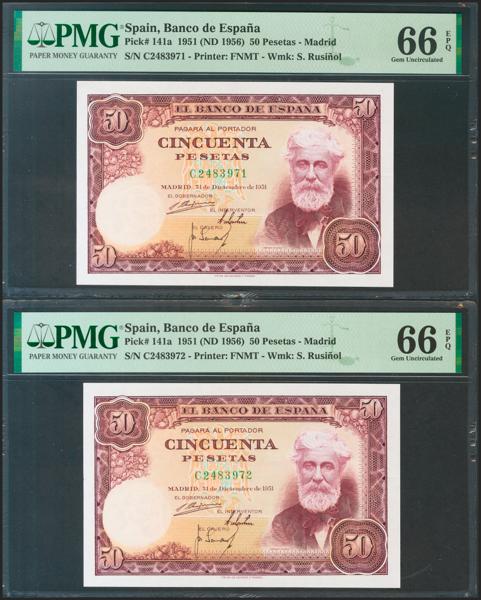 PMG
PAPER MONEY GUARANTY
Spain, Banco de España
Pick# 141a 1951 (ND 1956) 50 Pesetas - Madrid
S/N C2483971 - Printer: FNMT - Wmk: S. Rusiñol
66 EPQ
Gem Uncirculated
50
EL BANCO DE ESPAÑA
50
PAGARÁ AL PORTADOR
CINCUENTA
PESETAS
C2483971
MADRID, 31 de Diciembre de 1951
EL GOBERNADOR
EL INTERVENTOR
EL CAJERO
50
50
PMG
PAPER MONEY GUARANTY
Spain, Banco de España
Pick# 141a 1951 (ND 1956) 50 Pesetas - Madrid
S/N C2483972 - Printer: FNMT - Wmk: S. Rusiñol
66 EPQ
Gem Uncirculated
50
EL BANCO DE ESPAÑA
50
PAGARÁ AL PORTADOR
CINCUENTA
PESETAS
C2483972
MADRID, 31 de Diciembre de 1951
EL GOBERNADOR
EL INTERVENTOR
EL CAJERO
50
50